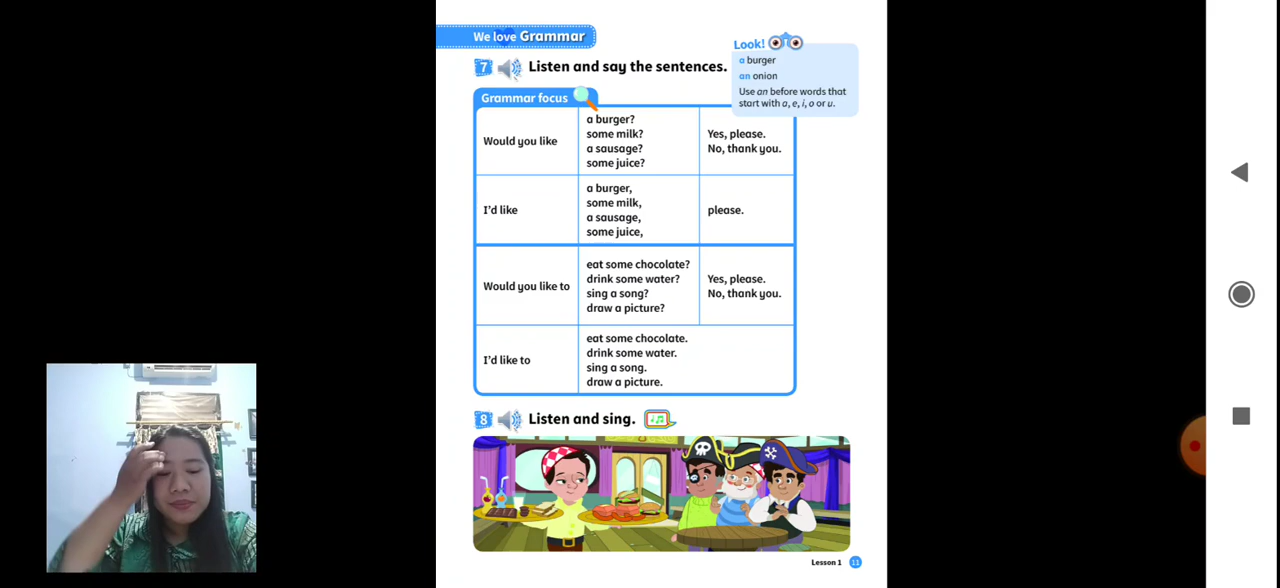 We love Grammar
7 Listen and say the sentences.
Look!
a burger
an onion
Use an before words that
start with a, e, i, o or u.
Grammar focus
Would you like
a burger?
some milk?
a sausage?
some juice?
Yes, please.
No, thank you.
I'd like
a burger,
some milk,
a sausage,
some juice,
please.
Would you like to
eat some chocolate?
drink some water?
sing a song?
draw a picture?
Yes, please.
No, thank you.
I'd like to
eat some chocolate.
drink some water.
sing a song.
draw a picture.
8 Listen and sing.
Lesson 1 11